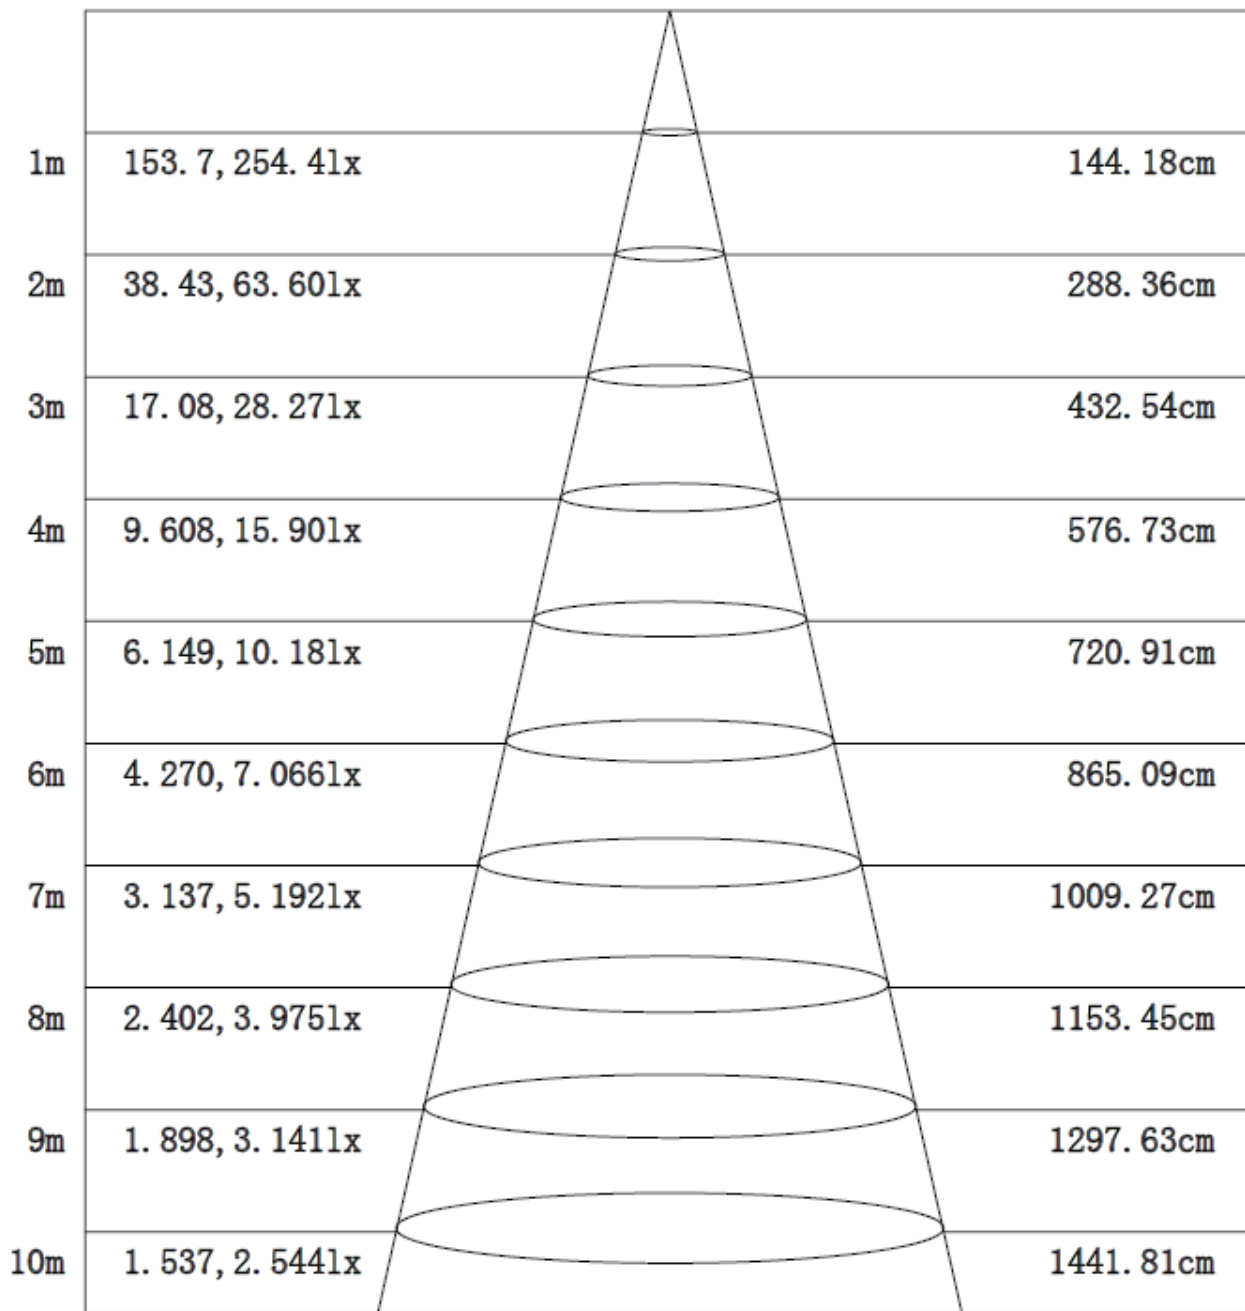 1m 153.7,254.4lx 144.18cm
2m 38.43,63.60lx 288.36cm
3m 17.08,28.27lx 432.54cm
4m 9.608,15.90lx 576.73cm
5m 6.149,10.18lx 720.91cm
6m 4.270,7.066lx 865.09cm
7m 3.137,5.192lx 1009.27cm
8m 2.402,3.975lx 1153.45cm
9m 1.898,3.141lx 1297.63cm
10m 1.537,2.544lx 1441.81cm